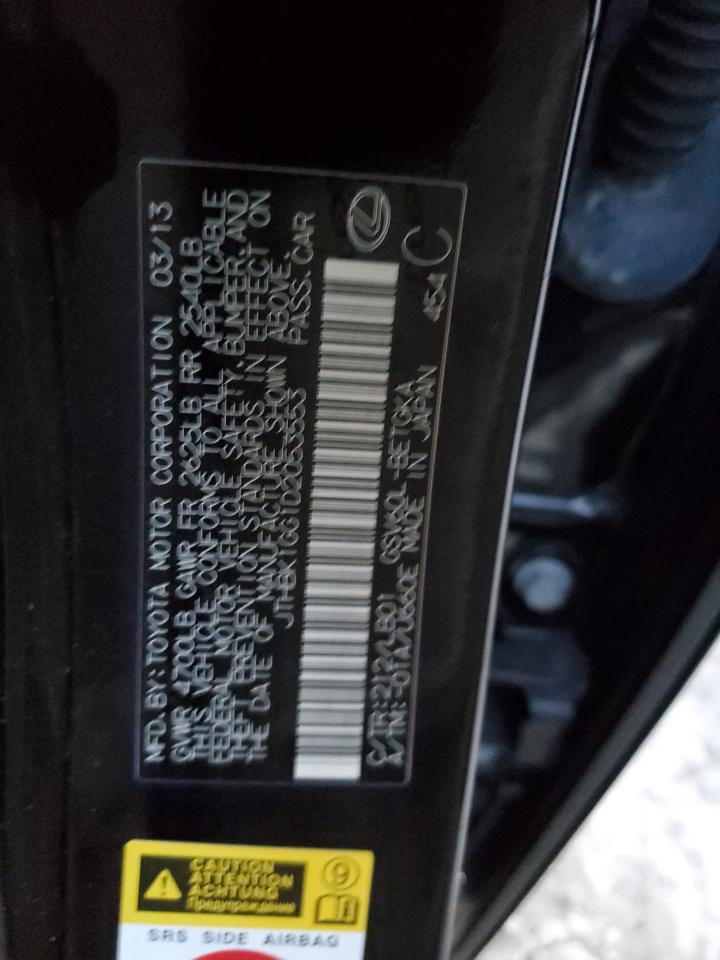 MFD.BY:TOYOTA MOTOR CORPORATION 03/13
GVWR 4700LB GAWR FR 2625LB RR 2540LB
THIS VEHICLE CONFORMS TO ALL APPLICABLE
FEDERAL MOTOR VEHICLE SAFETY, BUMPER, AND
THEFT PREVENTION STANDARDS IN EFFECT ON
THE DATE OF MANUFACTURE SHOWN ABOVE.
JTHBK1GG1D2053553 PASS. CAR
C/TR:212/LB01 GSV60L-BETGKA
A/TM:-01A/U660E MADE IN JAPAN 454 C
CAUTION
ATTENTION
ACHTUNG
Предупреждение
9
SRS SIDE AIRBAG